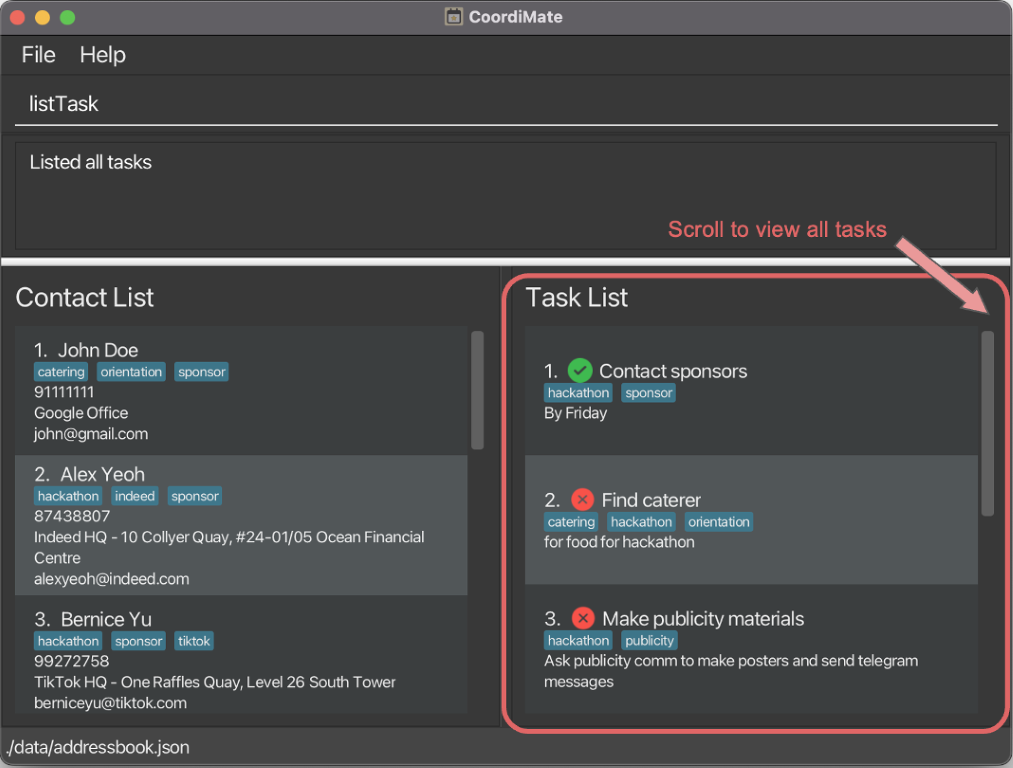 CoordiMate
File Help
listTask
Listed all tasks
Scroll to view all tasks
Contact List
1. John Doe
catering orientation sponsor
91111111
Google Office
john@gmail.com
2. Alex Yeoh
hackathon indeed sponsor
87438807
Indeed HQ - 10 Collyer Quay, #24-01/05 Ocean Financial
Centre
alexyeoh@indeed.com
3. Bernice Yu
hackathon sponsor tiktok
99272758
TikTok HQ - One Raffles Quay, Level 26 South Tower
berniceyu@tiktok.com
Task List
1. Contact sponsors
hackathon sponsor
By Friday
2. Find caterer
catering hackathon orientation
for food for hackathon
3. Make publicity materials
hackathon publicity
Ask publicity comm to make posters and send telegram
messages
./data/addressbook.json